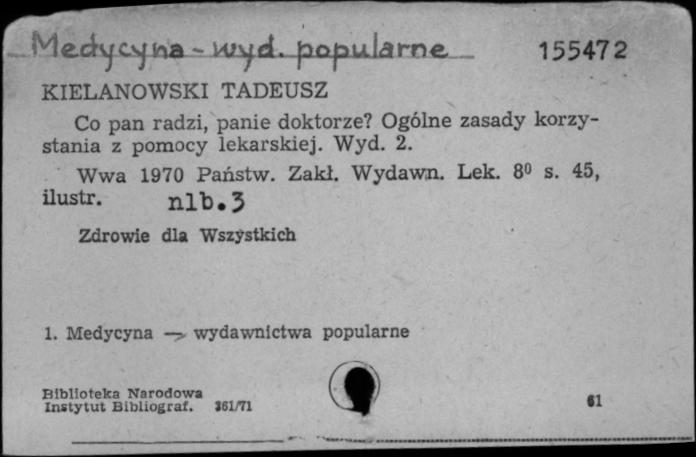 Medycyna - wyd. popularne 155472
KIELANOWSKI TADEUSZ
Co pan radzi, panie doktorze? Ogólne zasady korzy-
stania z pomocy lekarskiej. Wyd. 2.
Wwa 1970 Państw. Zakł. Wydawn. Lek. 8⁰ s. 45,
ilustr. nlb.3
Zdrowie dla Wszystkich
1. Medycyna — wydawnictwa popularne
Biblioteka Narodowa
Instytut Bibliograf. 361/71 61